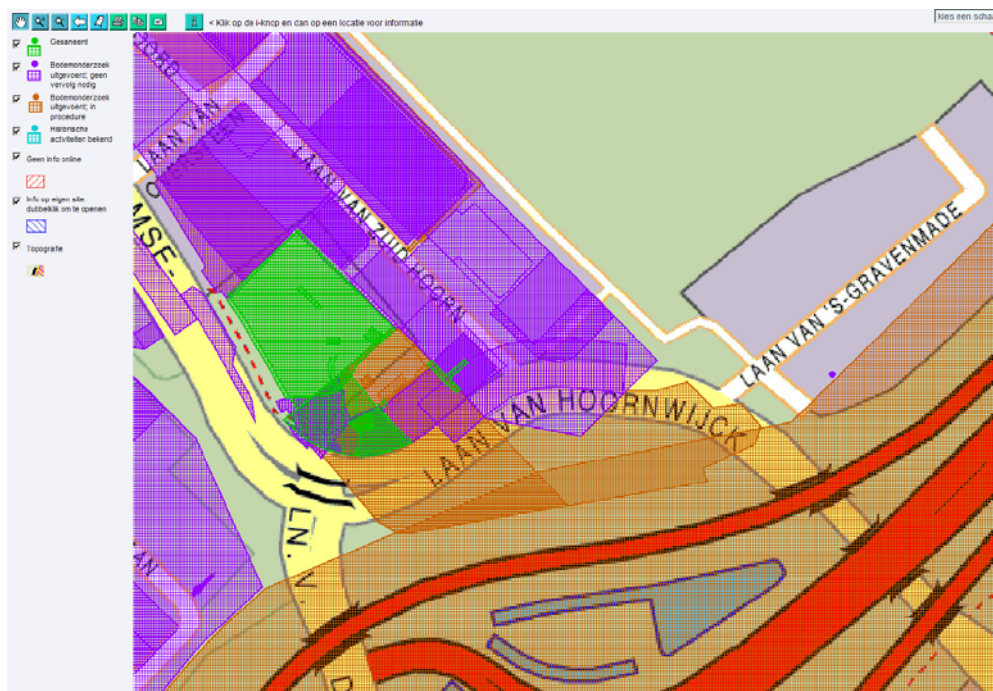 < Klik op de i-knop en dan op een locatie voor informatie
kies een schaa
Gesaneerd
Bodemonderzoek
uitgevoerd; geen
vervolg nodig
Bodemonderzoek
uitgevoerd; in
procedure
Historische
activiteiten bekend
Geen info online
Info op eigen site:
dubbelklik om te openen
Topografie
LAAN VAN
LAAN VAN ZUID HOORN
LAAN VAN HOORNWIJCK
LAAN VAN 'S-GRAVENMADE
LN. V.
AN